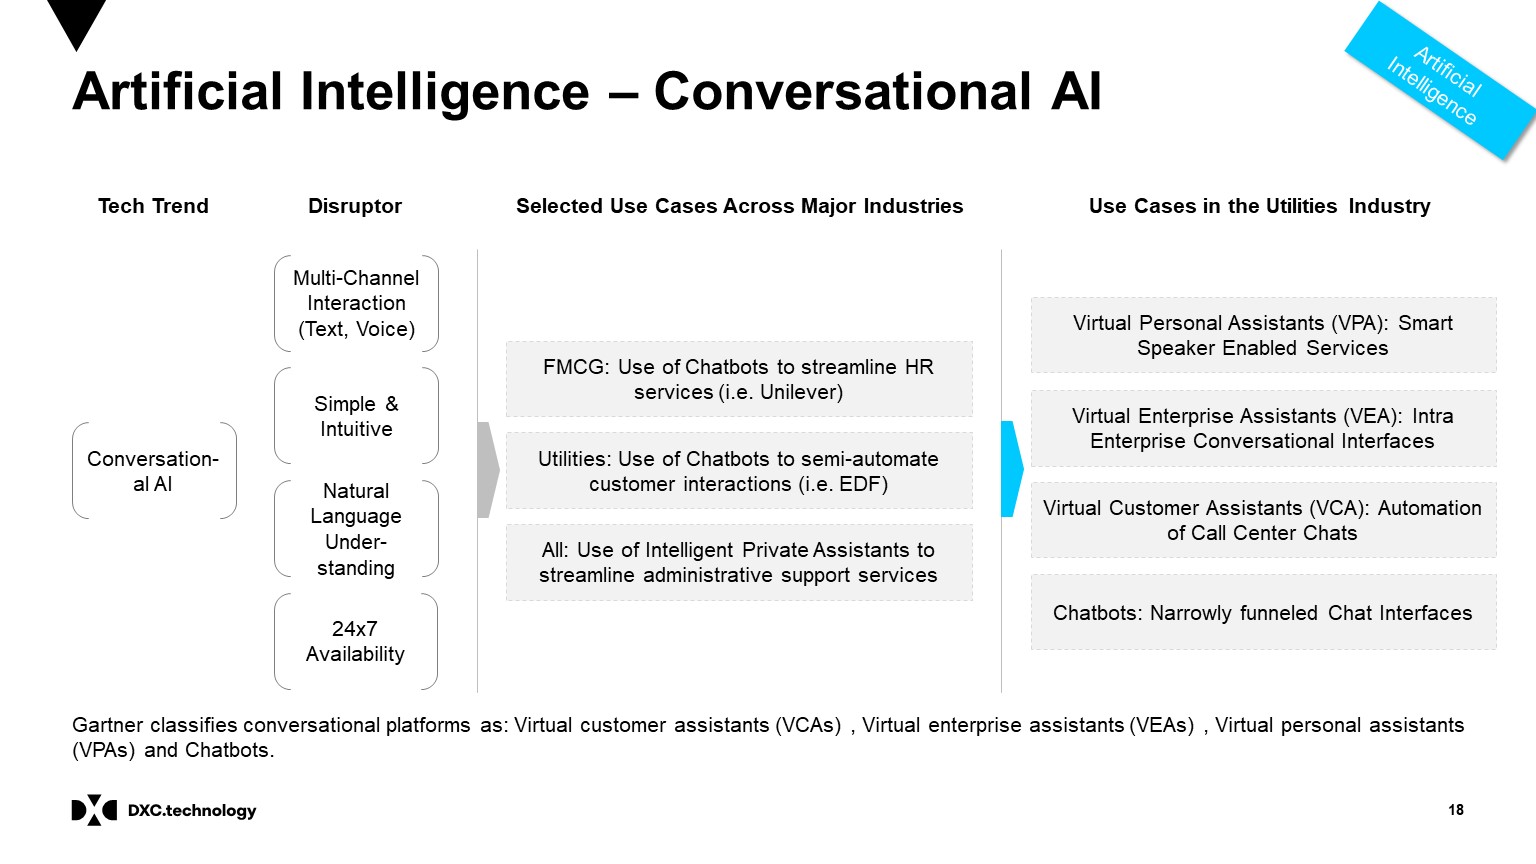 Artificial Intelligence – Conversational AI
Artificial
Intelligence
Tech Trend
Disruptor
Selected Use Cases Across Major Industries
Use Cases in the Utilities Industry
Conversation-
al AI
Multi-Channel
Interaction
(Text, Voice)
Simple &
Intuitive
Natural
Language
Under-
standing
24x7
Availability
FMCG: Use of Chatbots to streamline HR
services (i.e. Unilever)
Utilities: Use of Chatbots to semi-automate
customer interactions (i.e. EDF)
All: Use of Intelligent Private Assistants to
streamline administrative support services
Virtual Personal Assistants (VPA): Smart
Speaker Enabled Services
Virtual Enterprise Assistants (VEA): Intra
Enterprise Conversational Interfaces
Virtual Customer Assistants (VCA): Automation
of Call Center Chats
Chatbots: Narrowly funneled Chat Interfaces
Gartner classifies conversational platforms as: Virtual customer assistants (VCAs) , Virtual enterprise assistants (VEAs) , Virtual personal assistants
(VPAs) and Chatbots.
DXC.technology
18